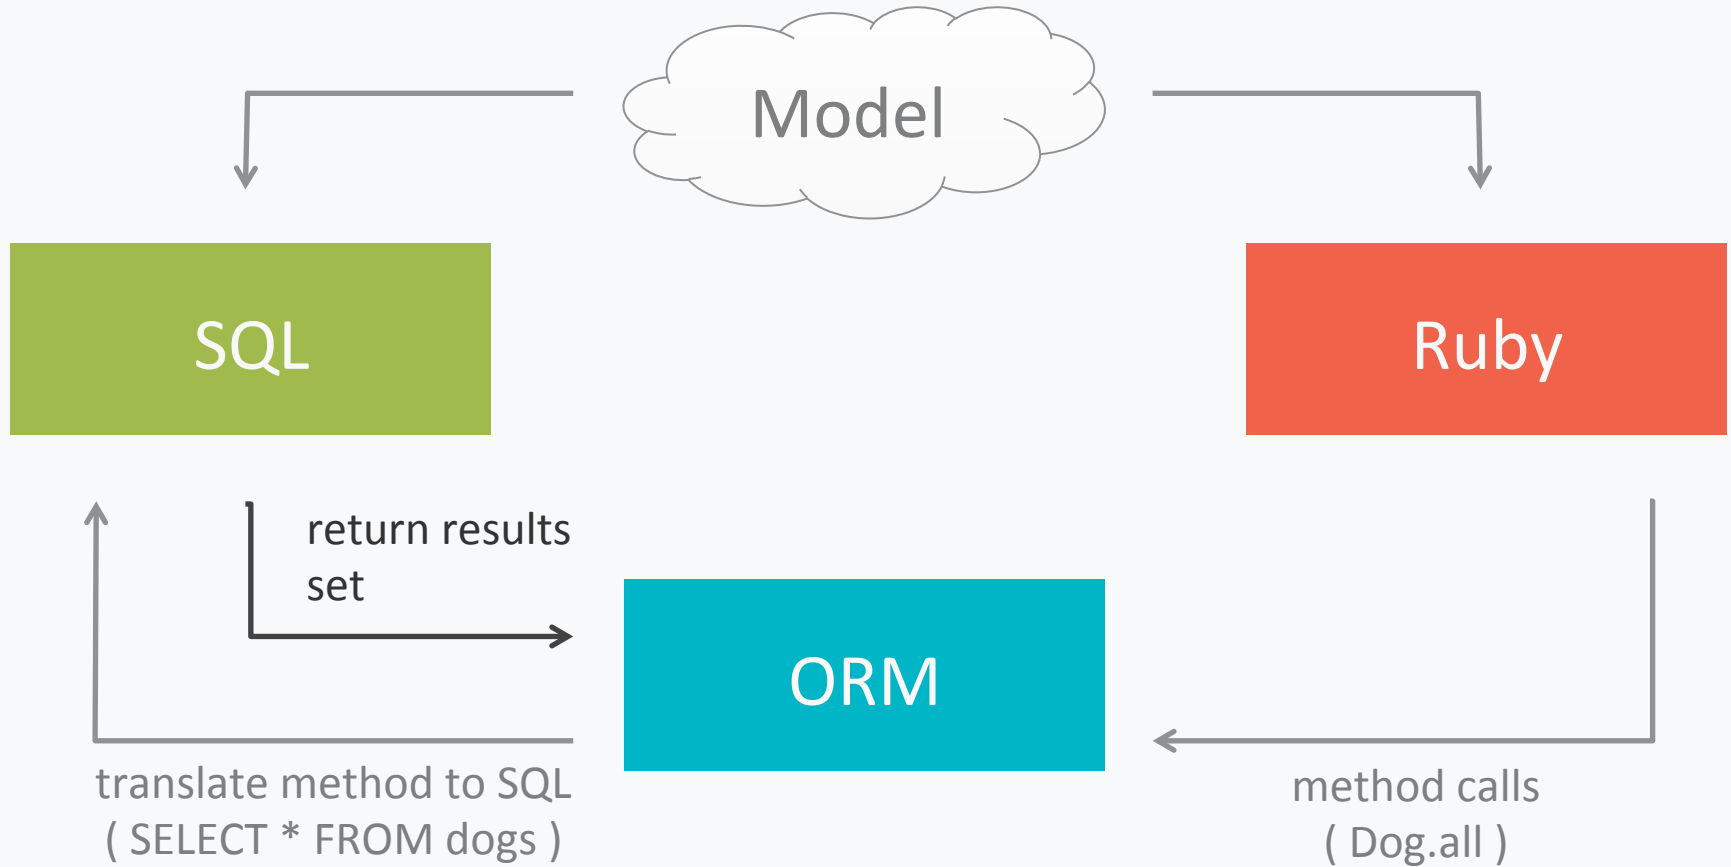 Model
SQL
Ruby
return results
set
ORM
translate method to SQL
( SELECT * FROM dogs )
method calls
( Dog.all )